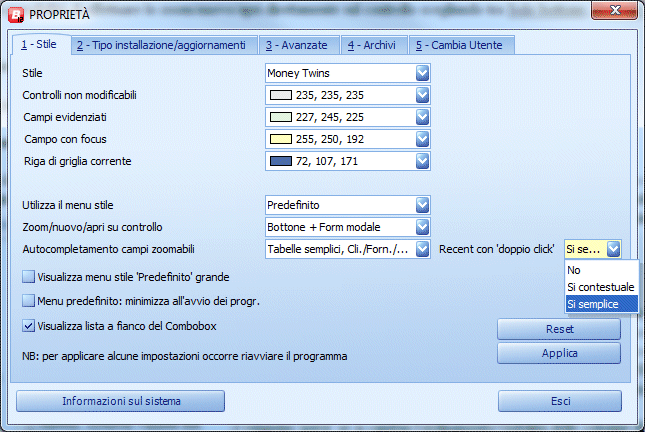 PROPRIETÀ
1 - Stile 2 - Tipo installazione/aggiornamenti 3 - Avanzate 4 - Archivi 5 - Cambia Utente
Stile Money Twins
Controlli non modificabili 235, 235, 235
Campi evidenziati 227, 245, 225
Campo con focus 255, 250, 192
Riga di griglia corrente 72, 107, 171
Utilizza il menu stile Predefinito
Zoom/nuovo/apri su controllo Bottone + Form modale
Autocompletamento campi zoomabili Tabelle semplici, Cli./Forn./... Recent con 'doppio click' Si se...
No
Si contestuale
Si semplice
Visualizza menu stile 'Predefinito' grande
Menu predefinito: minimizza all'avvio dei progr.
Visualizza lista a fianco del Combobox
Reset
NB: per applicare alcune impostazioni occorre riavviare il programma
Applica
Informazioni sul sistema Esci